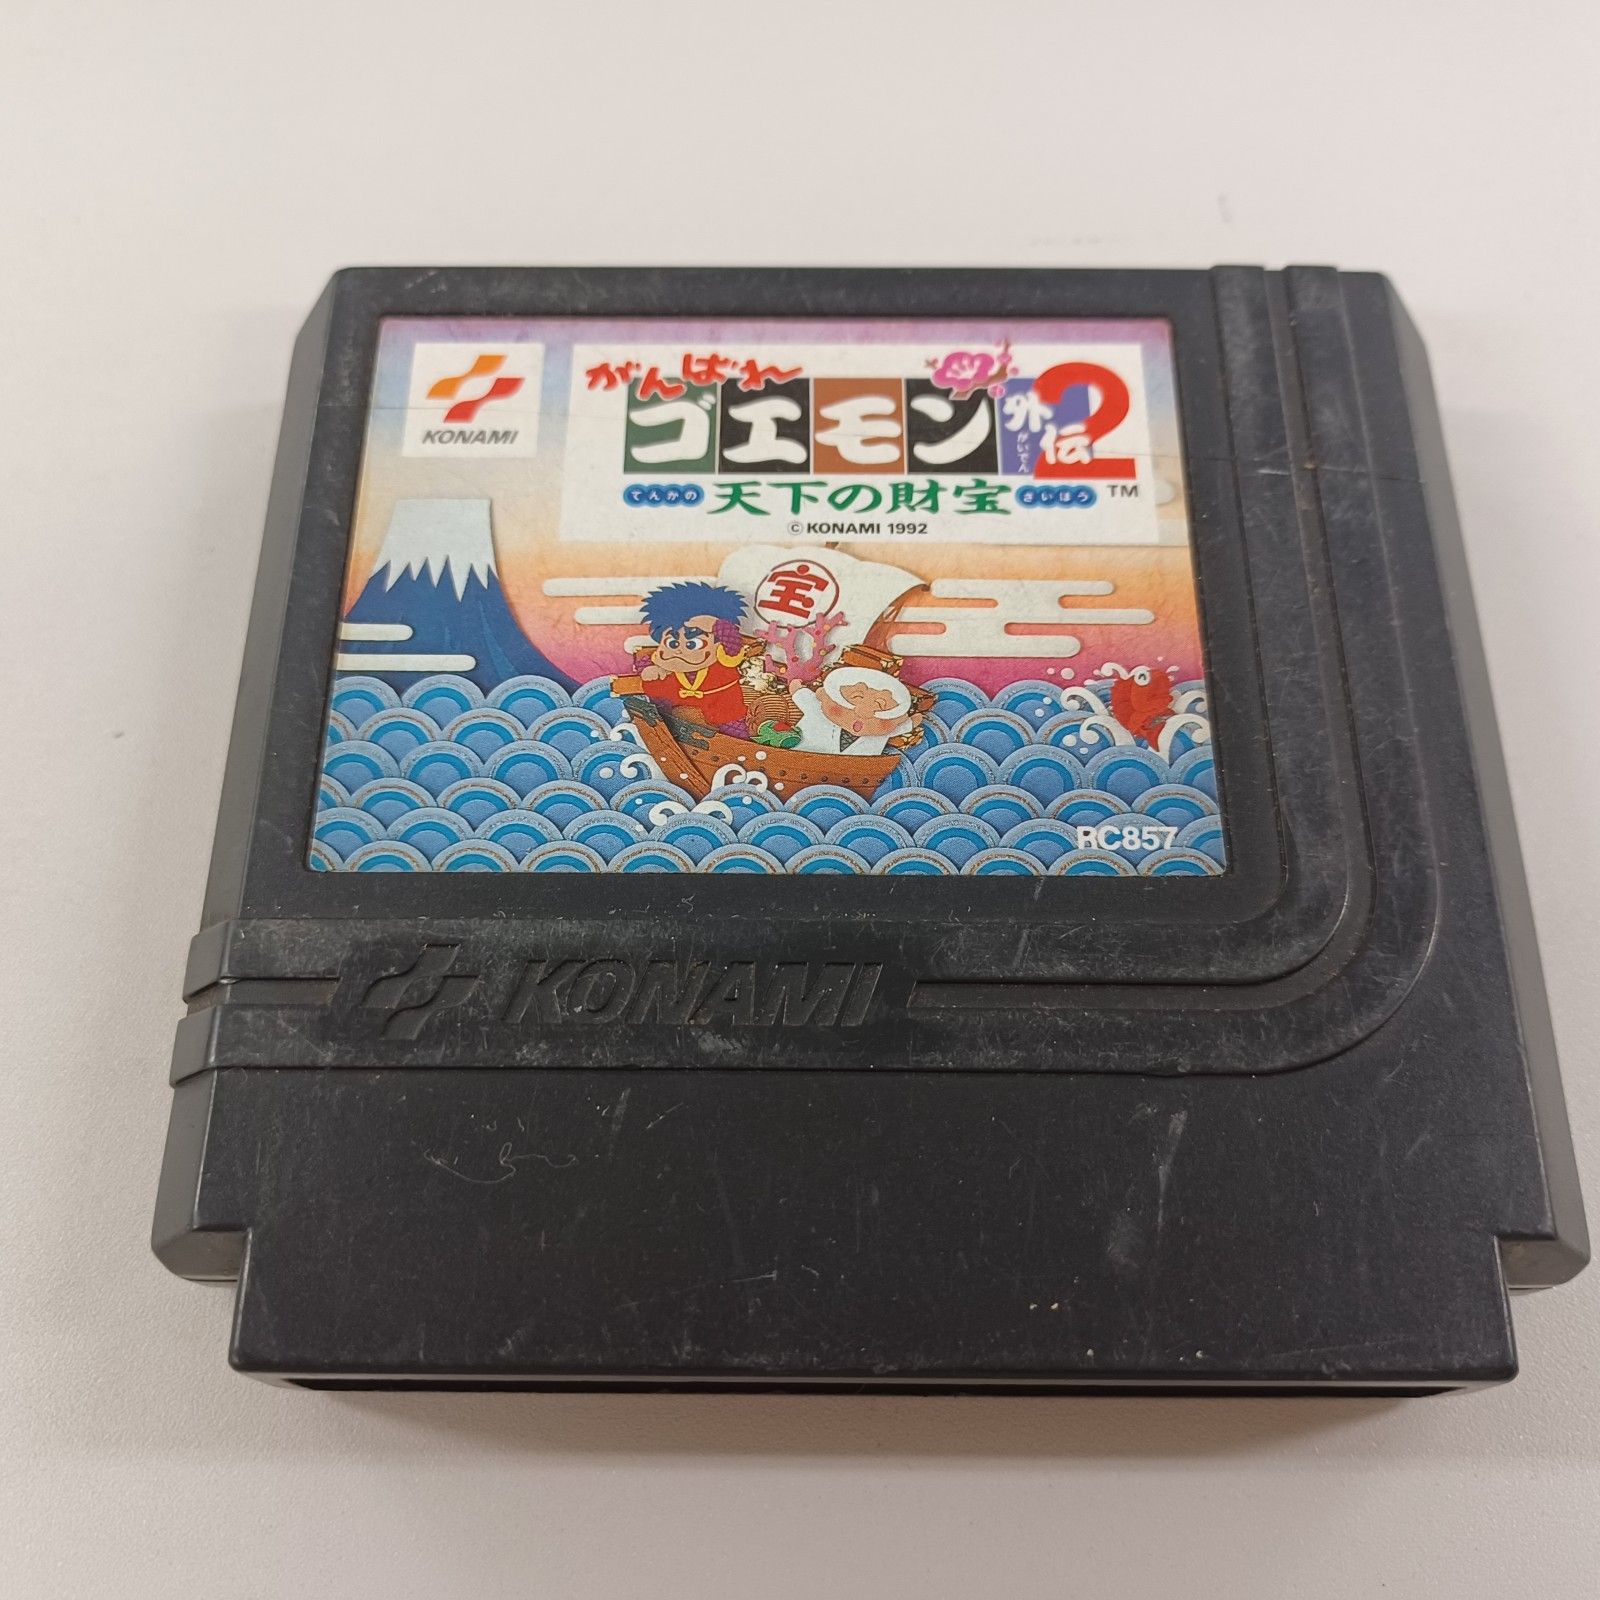 KONAMI
がんばれ
ゴエモン外伝2
がいでん
てんかの 天下の財宝 ざいほう TM
©KONAMI 1992
宝
RC857
KONAMI